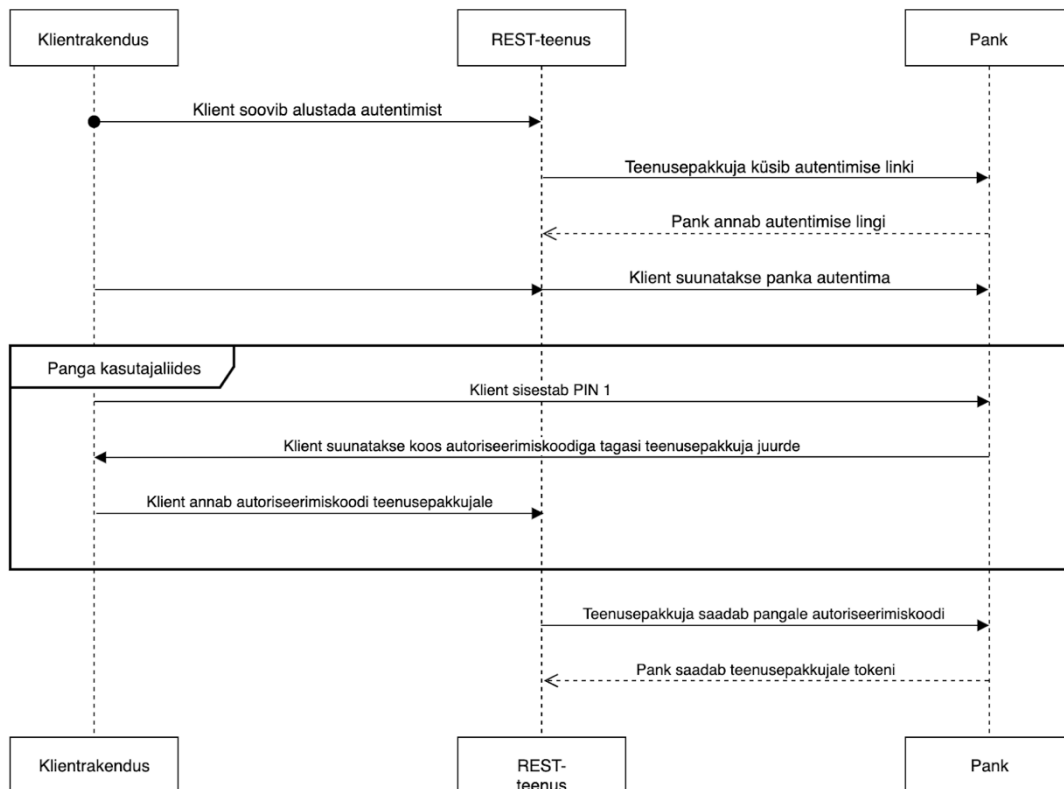 Klientrakendus
REST-teenus
Pank
Klient soovib alustada autentimist
Teenusepakkuja küsib autentimise linki
Pank annab autentimise lingi
Klient suunatakse panka autentima
Panga kasutajaliides
Klient sisestab PIN 1
Klient suunatakse koos autoriseerimiskoodiga tagasi teenusepakkuja juurde
Klient annab autoriseerimiskoodi teenusepakkujale
Teenusepakkuja saadab pangale autoriseerimiskoodi
Pank saadab teenusepakkujale tokeni
Klientrakendus
REST-
teenus
Pank